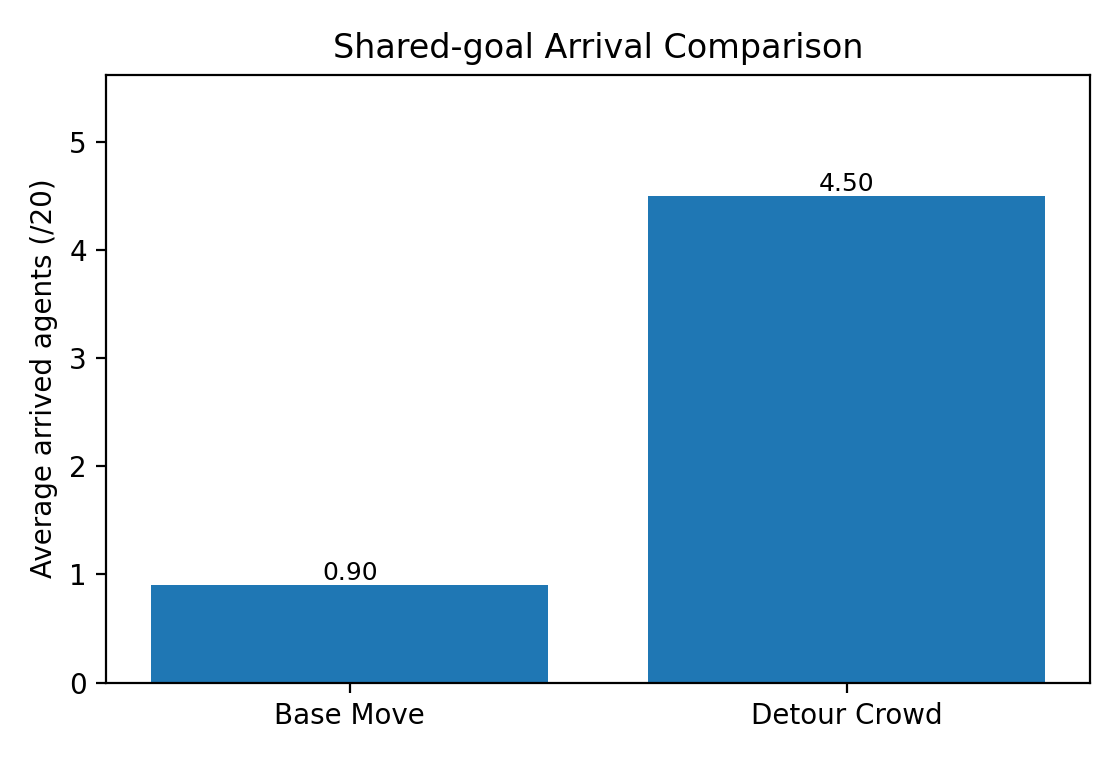 Shared-goal Arrival Comparison
Average arrived agents (/20)
5
4
3
2
1
0
4.50
0.90
Base Move
Detour Crowd